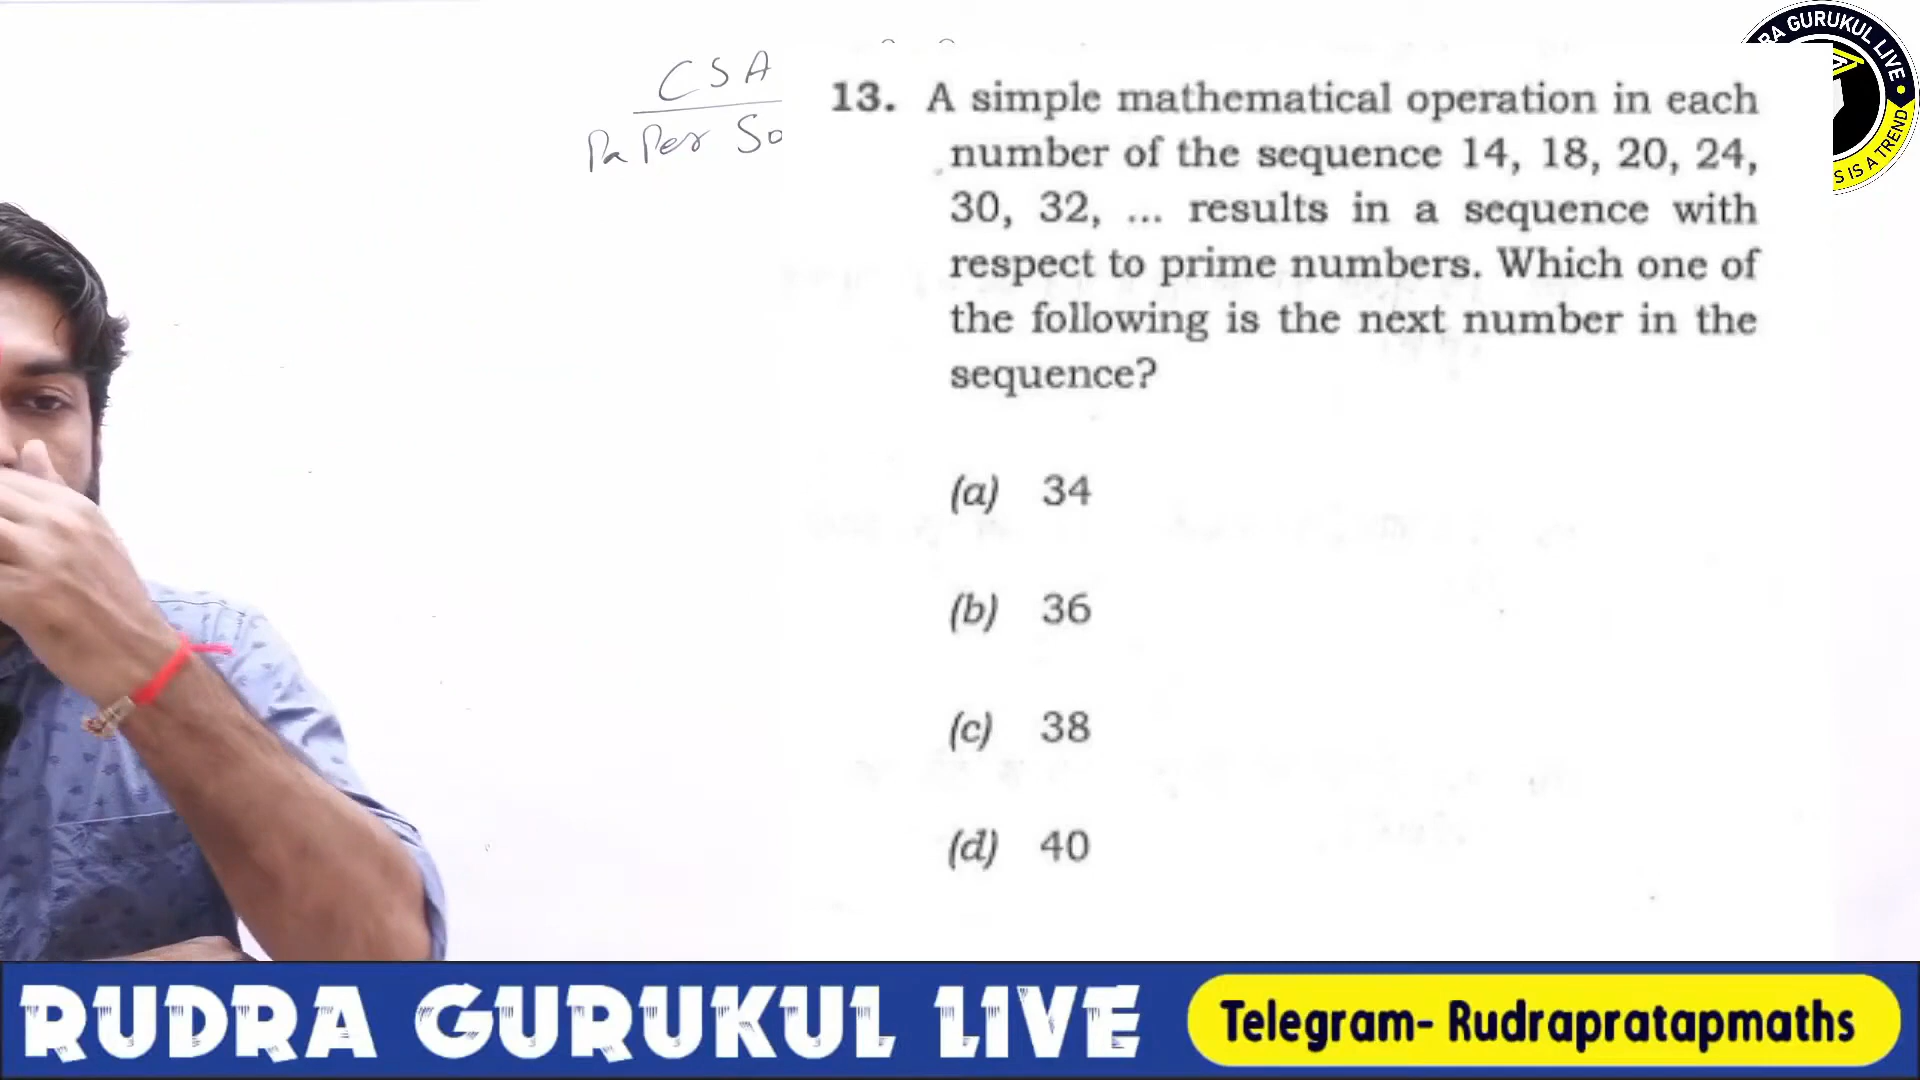 CSA
PaPer So
RA GURUKUL LIVE
S IS A TREND
13. A simple mathematical operation in each
number of the sequence 14, 18, 20, 24,
30, 32, ... results in a sequence with
respect to prime numbers. Which one of
the following is the next number in the
sequence?
(a) 34
(b) 36
(c) 38
(d) 40
RUDRA GURUKUL LIVE
Telegram- Rudrapratapmaths